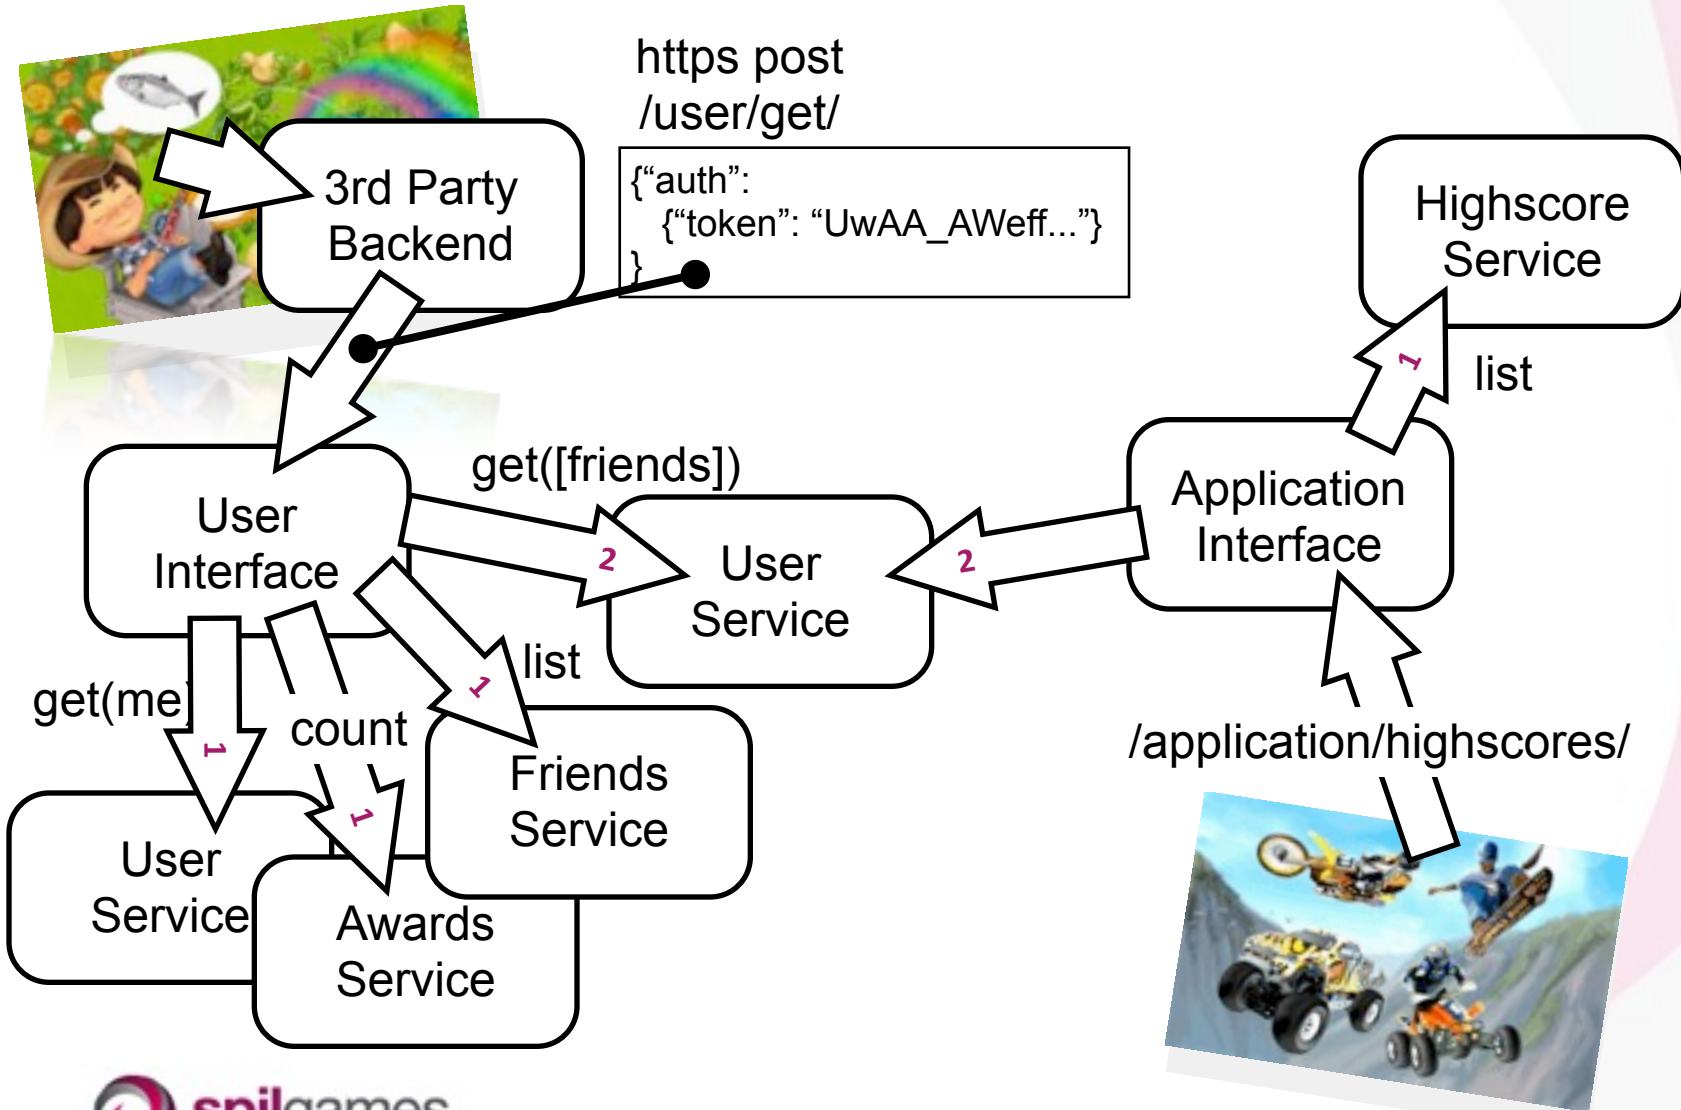 https post
/user/get/
3rd Party
Backend
{“auth”:
{“token”: “UwAA_AWeff...”}
}
Highscore
Service
1
list
get([friends])
User
Interface
2
User
Service
2
Application
Interface
get(me)
1
count
1
list
1
/application/highscores/
Friends
Service
User
Service
Awards
Service
spilgames